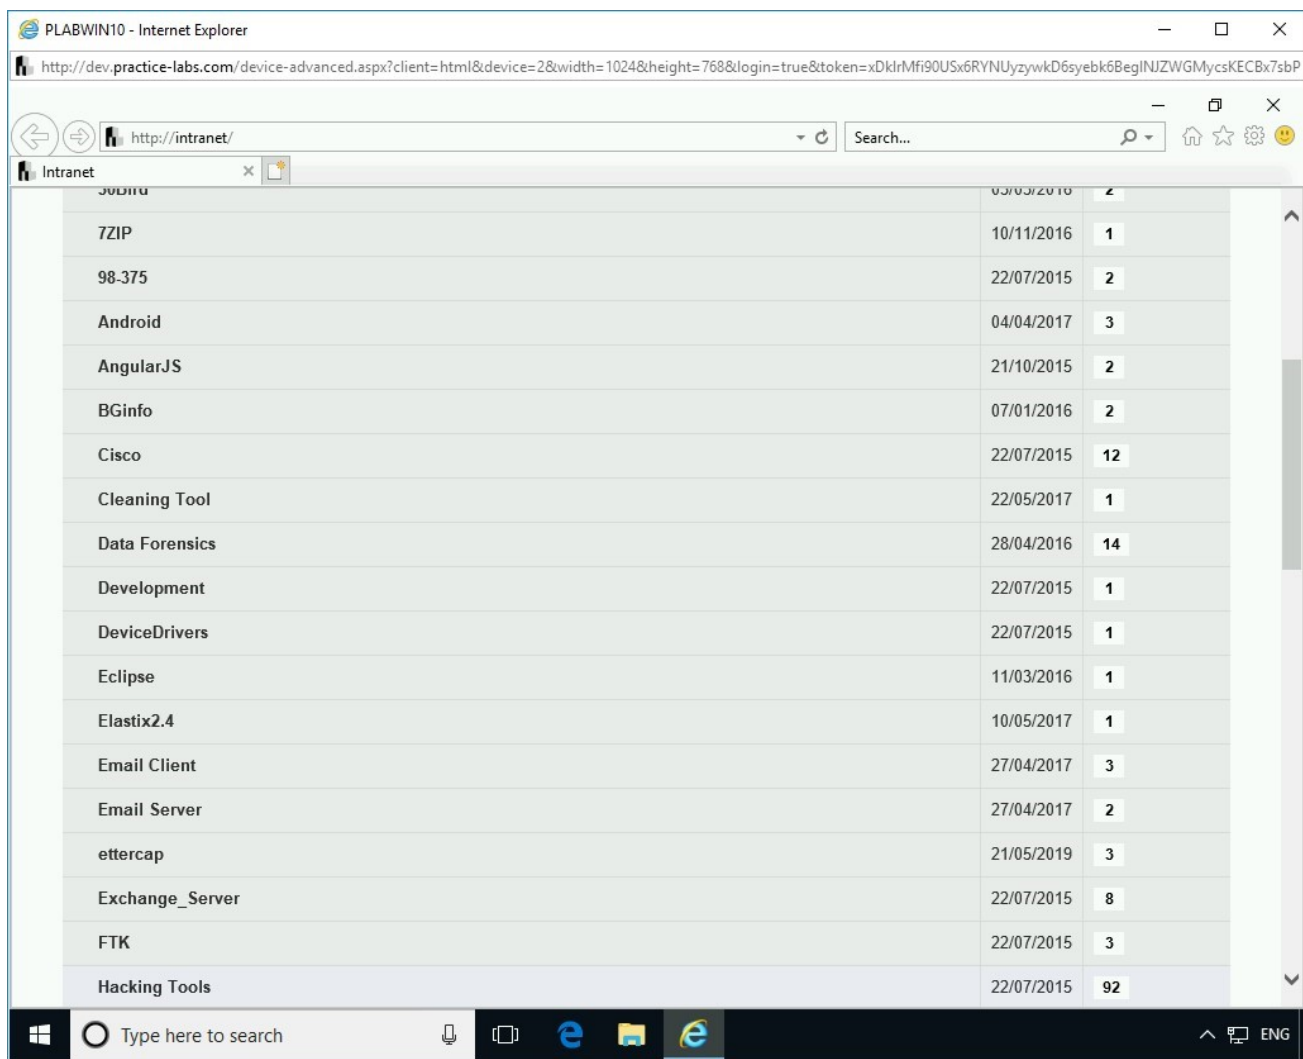 PLABWIN10 - Internet Explorer
http://dev.practice-labs.com/device-advanced.aspx?client=html&device=2&width=1024&height=768&login=true&token=xDklrMfi90USx6RYNUyzywkD6syebk6BeglNJZWGMycsKECBx7sbP
http://intranet/ Search...
Intranet
30Bird 05/05/2016 2
7ZIP 10/11/2016 1
98-375 22/07/2015 2
Android 04/04/2017 3
AngularJS 21/10/2015 2
BGinfo 07/01/2016 2
Cisco 22/07/2015 12
Cleaning Tool 22/05/2017 1
Data Forensics 28/04/2016 14
Development 22/07/2015 1
DeviceDrivers 22/07/2015 1
Eclipse 11/03/2016 1
Elastix2.4 10/05/2017 1
Email Client 27/04/2017 3
Email Server 27/04/2017 2
ettercap 21/05/2019 3
Exchange_Server 22/07/2015 8
FTK 22/07/2015 3
Hacking Tools 22/07/2015 92
Type here to search ENG